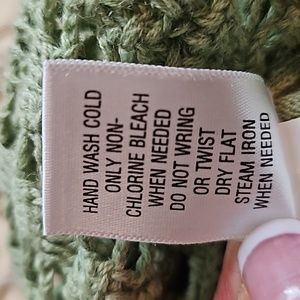 HAND WASH COLD
ONLY NON-
CHLORINE BLEACH
WHEN NEEDED
DO NOT WRING
OR TWIST
DRY FLAT
STEAM IRON
WHEN NEEDED